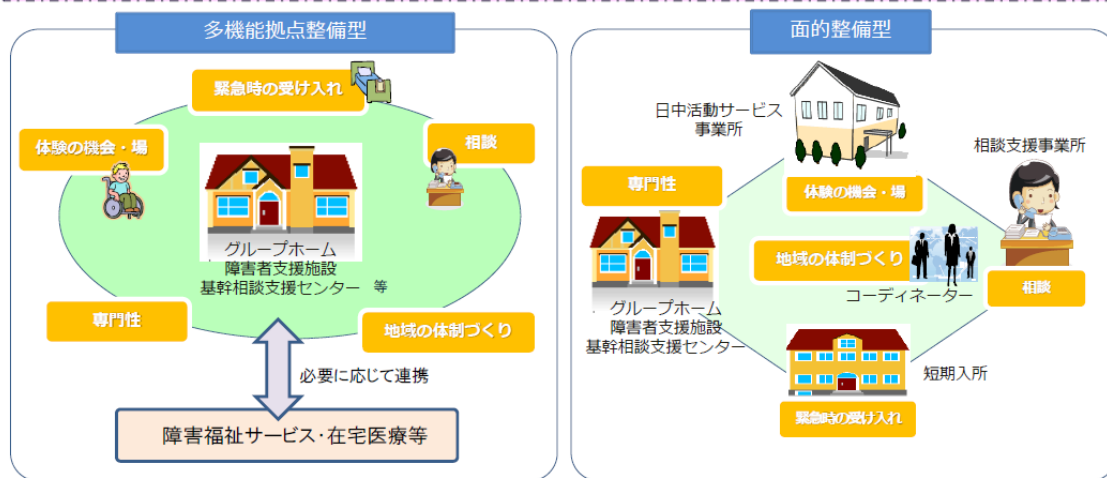 多機能拠点整備型
緊急時の受け入れ
体験の機会・場
相談
グループホーム
障害者支援施設
基幹相談支援センター 等
専門性
地域の体制づくり
必要に応じて連携
障害福祉サービス・在宅医療等
面的整備型
日中活動サービス
事業所
相談支援事業所
専門性
体験の機会・場
地域の体制づくり
コーディネーター
相談
グループホーム
障害者支援施設
基幹相談支援センター
短期入所
緊急時の受け入れ